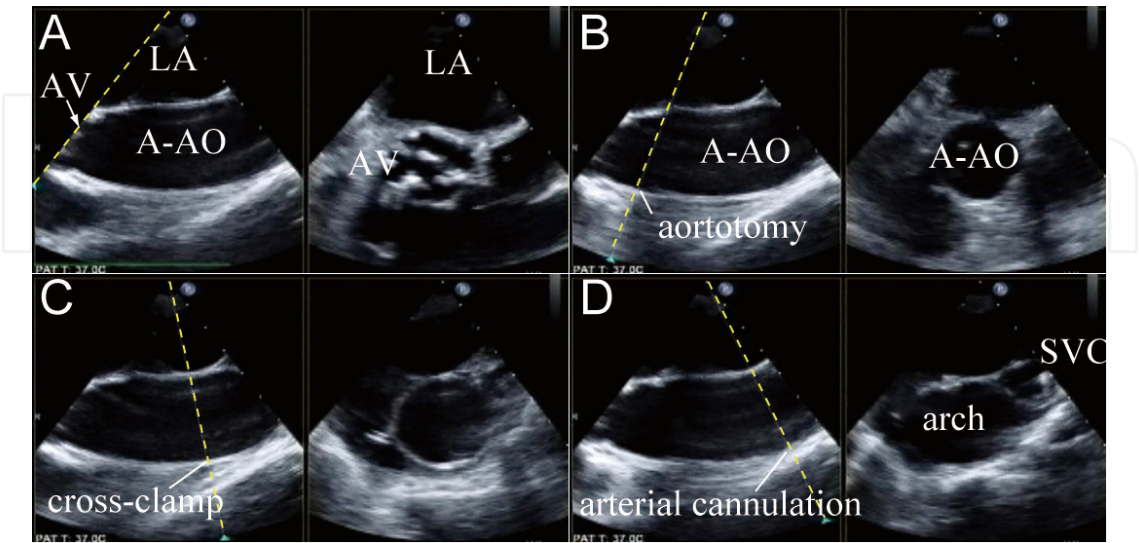 A
LA
AV
A-AO
PAT T: 37.0C
LA
AV
B
A-AO
aortotomy
PAT T: 37.0C
A-AO
C
cross-clamp
PAT T: 37.0C
D
arterial cannulation
PAT T: 37.0C
SVC
arch